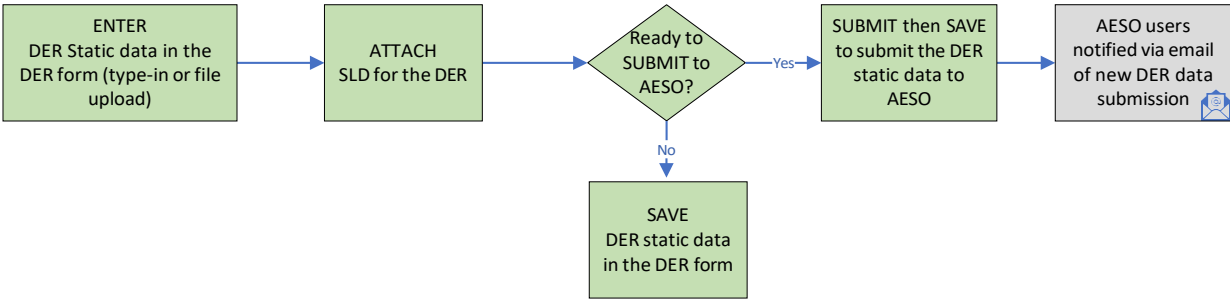 ENTER
DER Static data in the
DER form (type-in or file
upload)
ATTACH
SLD for the DER
Ready to
SUBMIT to
AESO?
Yes
SUBMIT then SAVE
to submit the DER
static data to
AESO
AESO users
notified via email
of new DER data
submission
@
No
SAVE
DER static data
in the DER form